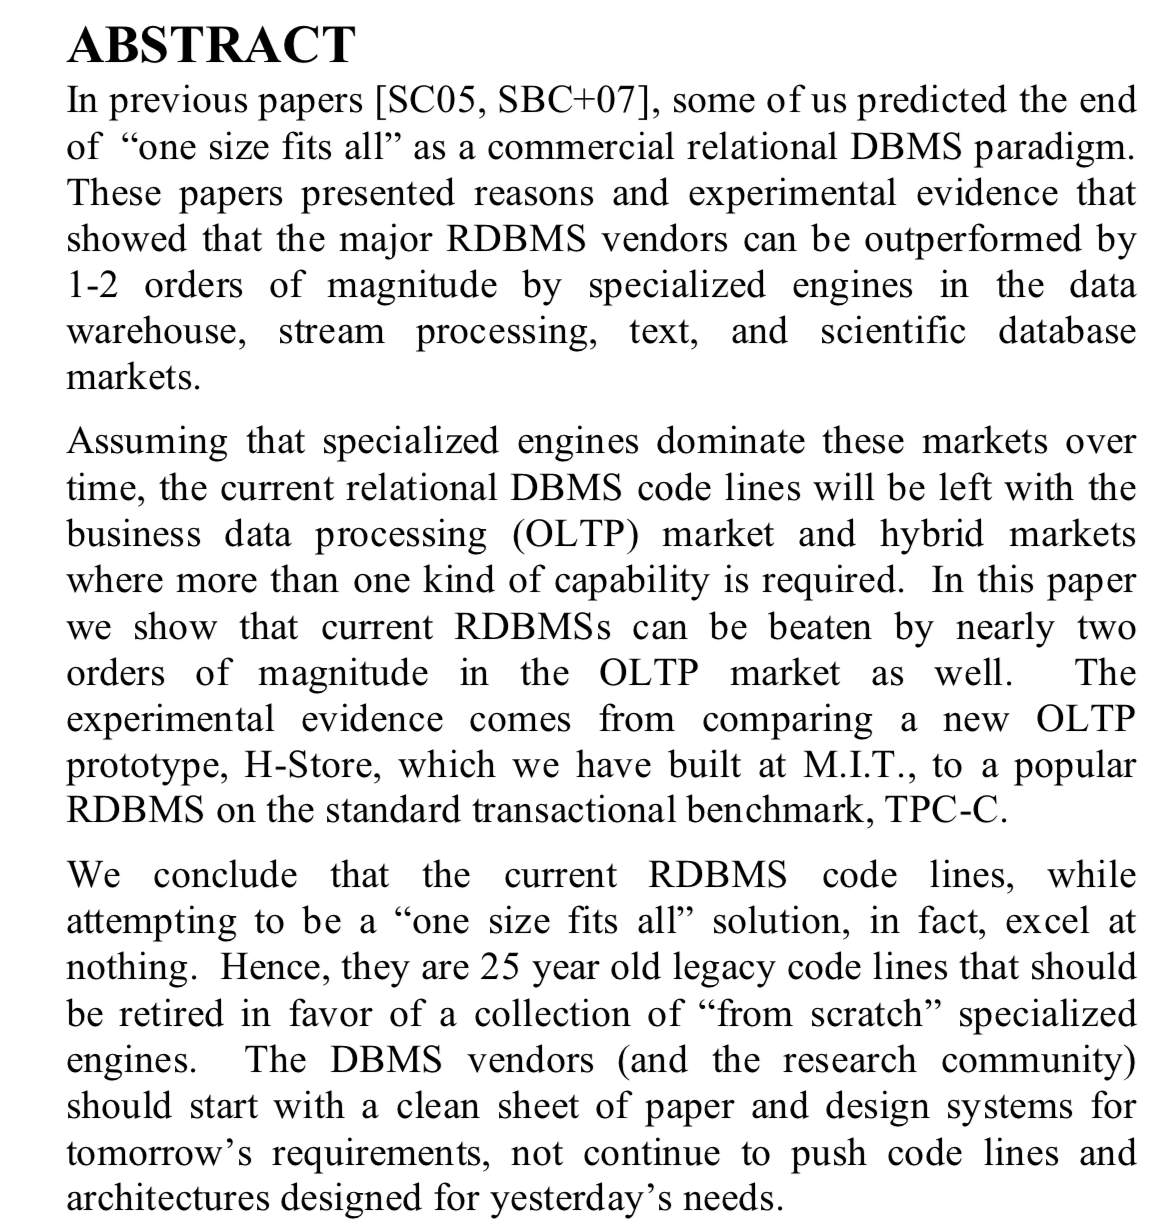 ABSTRACT
In previous papers [SC05, SBC+07], some of us predicted the end
of “one size fits all” as a commercial relational DBMS paradigm.
These papers presented reasons and experimental evidence that
showed that the major RDBMS vendors can be outperformed by
1-2 orders of magnitude by specialized engines in the data
warehouse, stream processing, text, and scientific database
markets.
Assuming that specialized engines dominate these markets over
time, the current relational DBMS code lines will be left with the
business data processing (OLTP) market and hybrid markets
where more than one kind of capability is required.  In this paper
we show that current RDBMSs can be beaten by nearly two
orders of magnitude in the OLTP market as well.  The
experimental evidence comes from comparing a new OLTP
prototype, H-Store, which we have built at M.I.T., to a popular
RDBMS on the standard transactional benchmark, TPC-C.
We conclude that the current RDBMS code lines, while
attempting to be a “one size fits all” solution, in fact, excel at
nothing.  Hence, they are 25 year old legacy code lines that should
be retired in favor of a collection of “from scratch” specialized
engines.  The DBMS vendors (and the research community)
should start with a clean sheet of paper and design systems for
tomorrow’s requirements, not continue to push code lines and
architectures designed for yesterday’s needs.